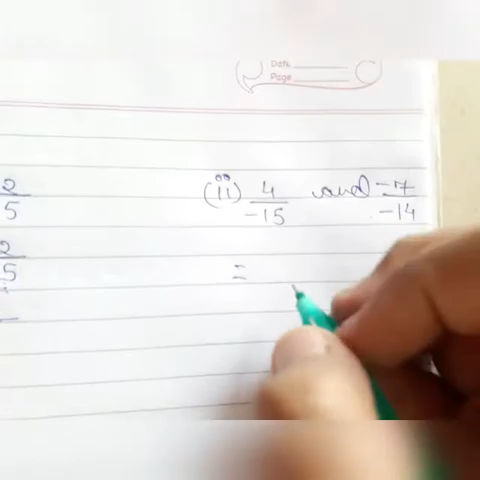 Date
Page
2/5
(ii) 4/-15 and -7/-14
2/5
=